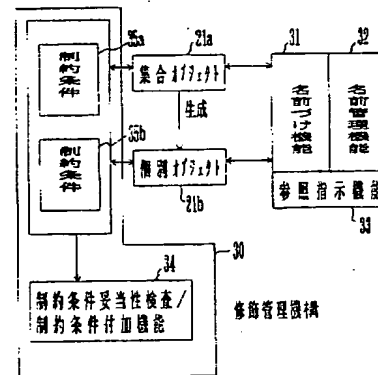 35a
制約条件
21a
集合オブジェクト
生成
31
32
名前づけ機能
名前管理機能
35b
制約条件
個別オブジェクト
21b
参照指示機能
33
34
30
制約条件妥当性検査/
制約条件付加機能
修飾管理機構